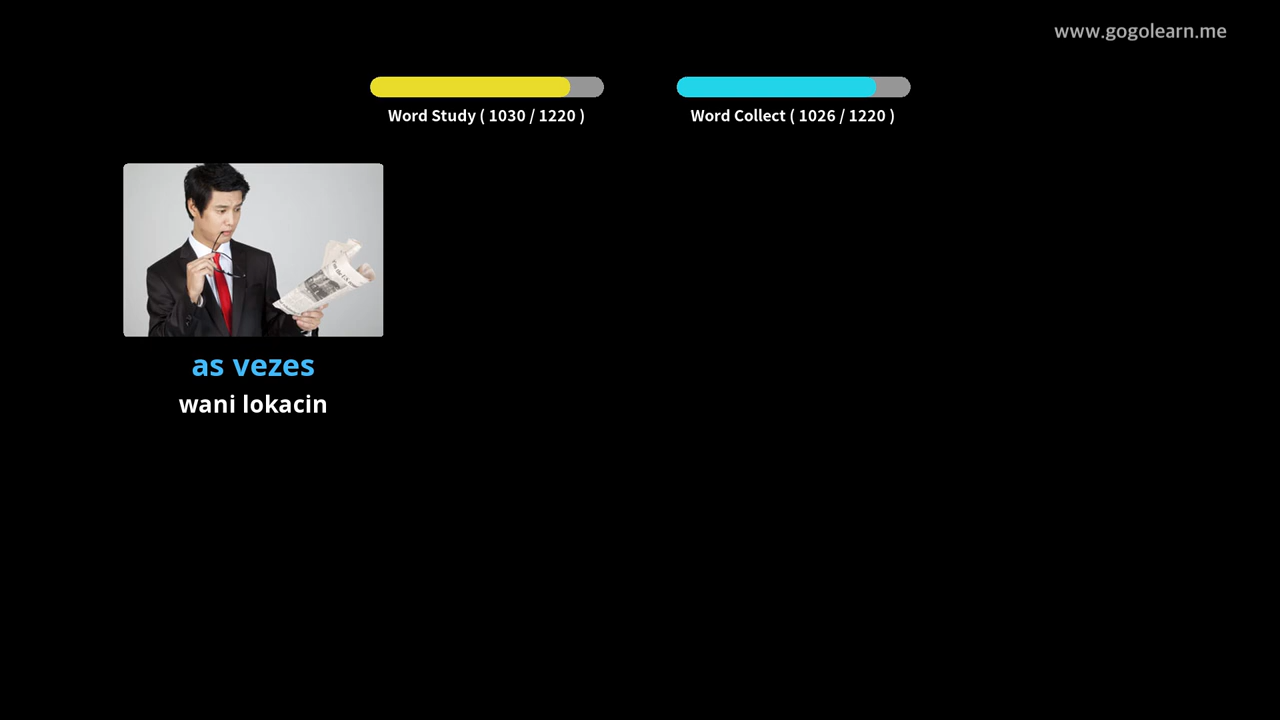 www.gogolearn.me
Word Study ( 1030 / 1220 )
Word Collect ( 1026 / 1220 )
as vezes
wani lokacin